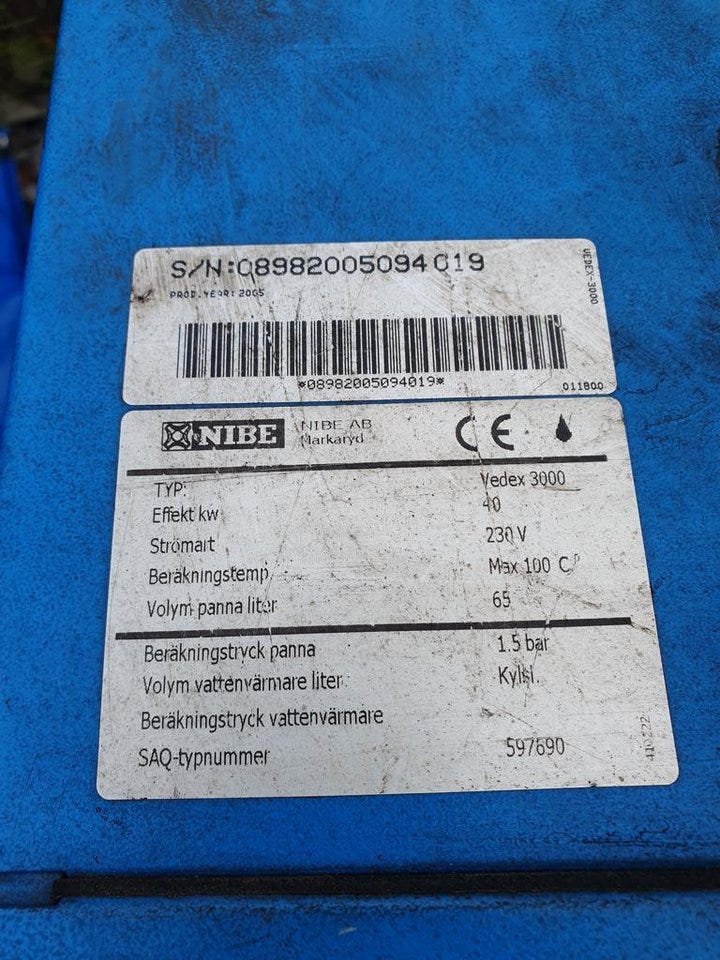 S/N:08982005094019
PROD.YEAR: 2005
VEDEX-3000
*08982005094019*
011800
NIBE
NIBE AB
Markaryd
CE
TYP: Vedex 3000
Effekt kw 40
Strömart 230 V
Beräkningstemp. Max 100 C°
Volym panna liter 65
Beräkningstryck panna 1.5 bar
Volym vattenvärmare liter Kylsl.
Beräkningstryck vattenvärmare
SAQ-typnummer 597690